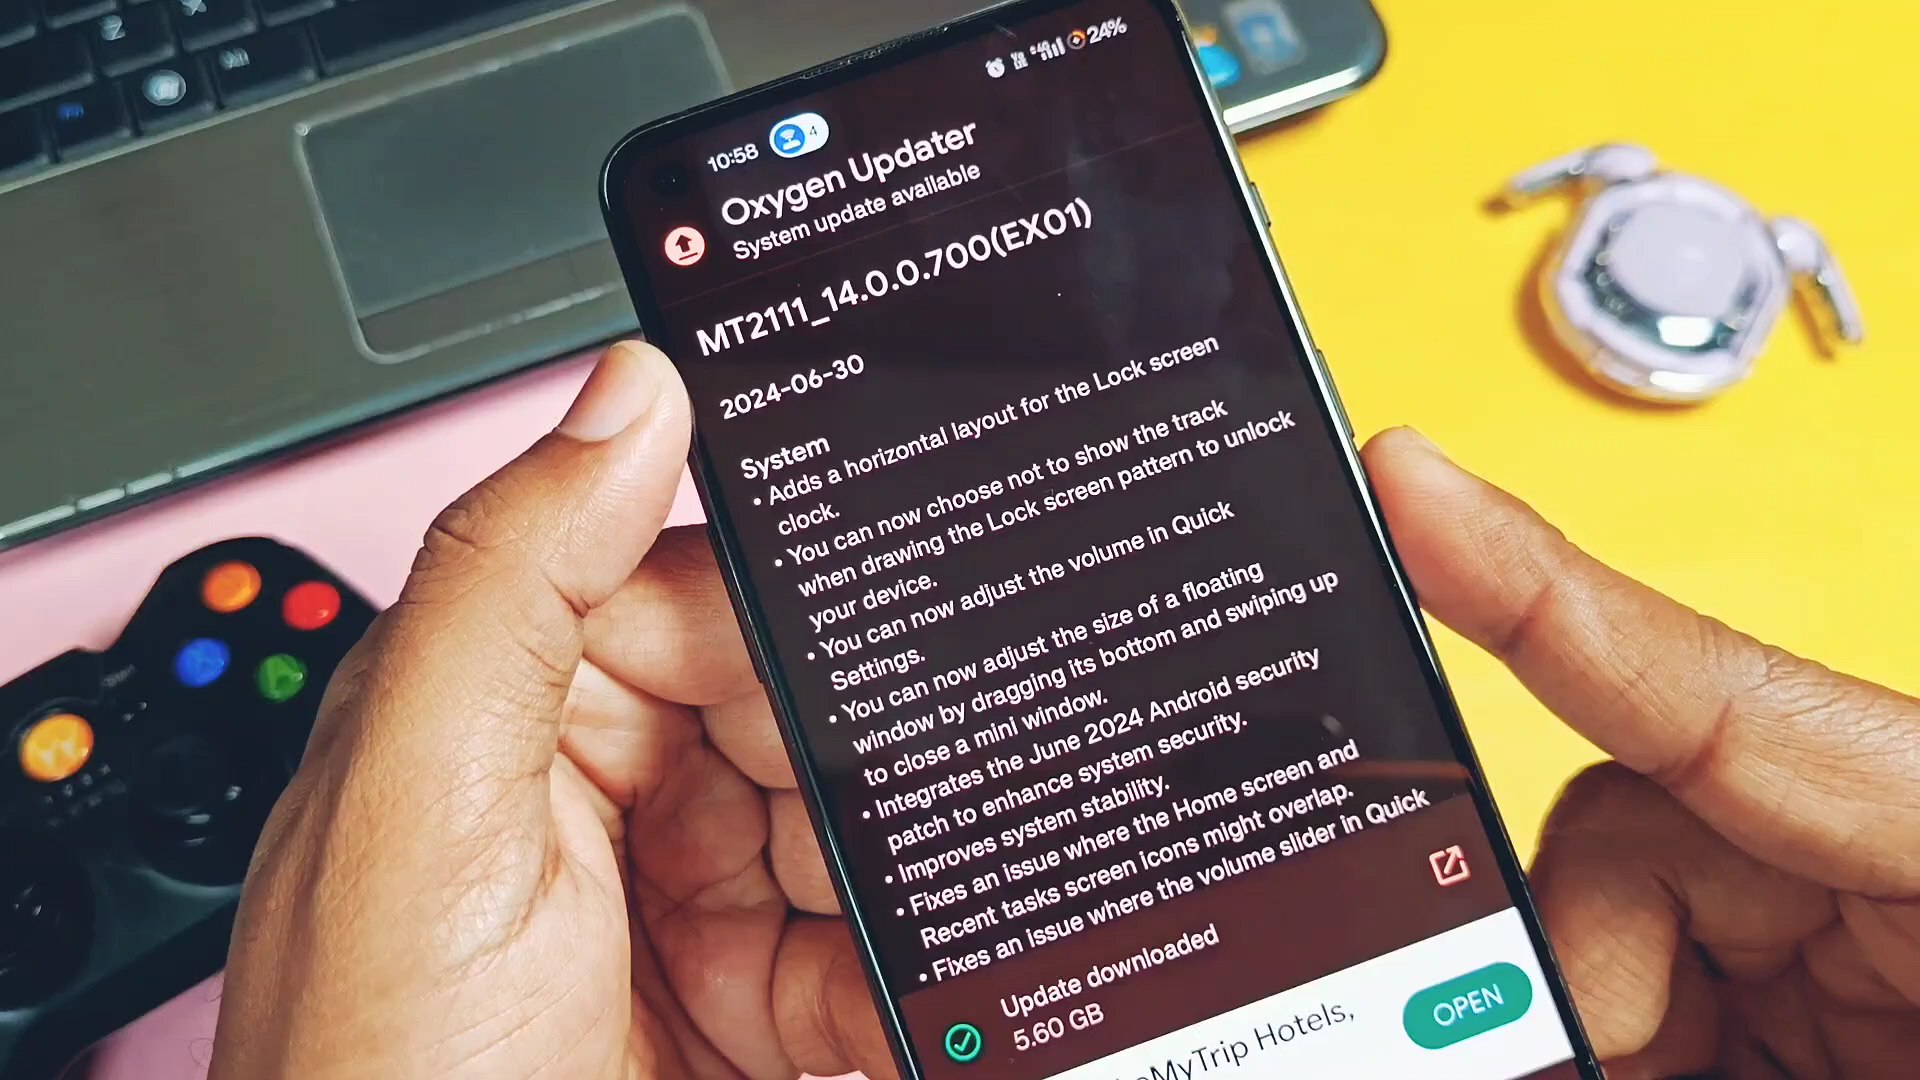 10:58
4
24%
Oxygen Updater
System update available
MT2111_14.0.0.700(EX01)
2024-06-30
System
• Adds a horizontal layout for the Lock screen
clock.
• You can now choose not to show the track
when drawing the Lock screen pattern to unlock
your device.
• You can now adjust the volume in Quick
Settings.
• You can now adjust the size of a floating
window by dragging its bottom and swiping up
to close a mini window.
• Integrates the June 2024 Android security
patch to enhance system security.
• Improves system stability.
• Fixes an issue where the Home screen and
Recent tasks screen icons might overlap.
• Fixes an issue where the volume slider in Quick
Update downloaded
5.60 GB
MyTrip Hotels,
OPEN